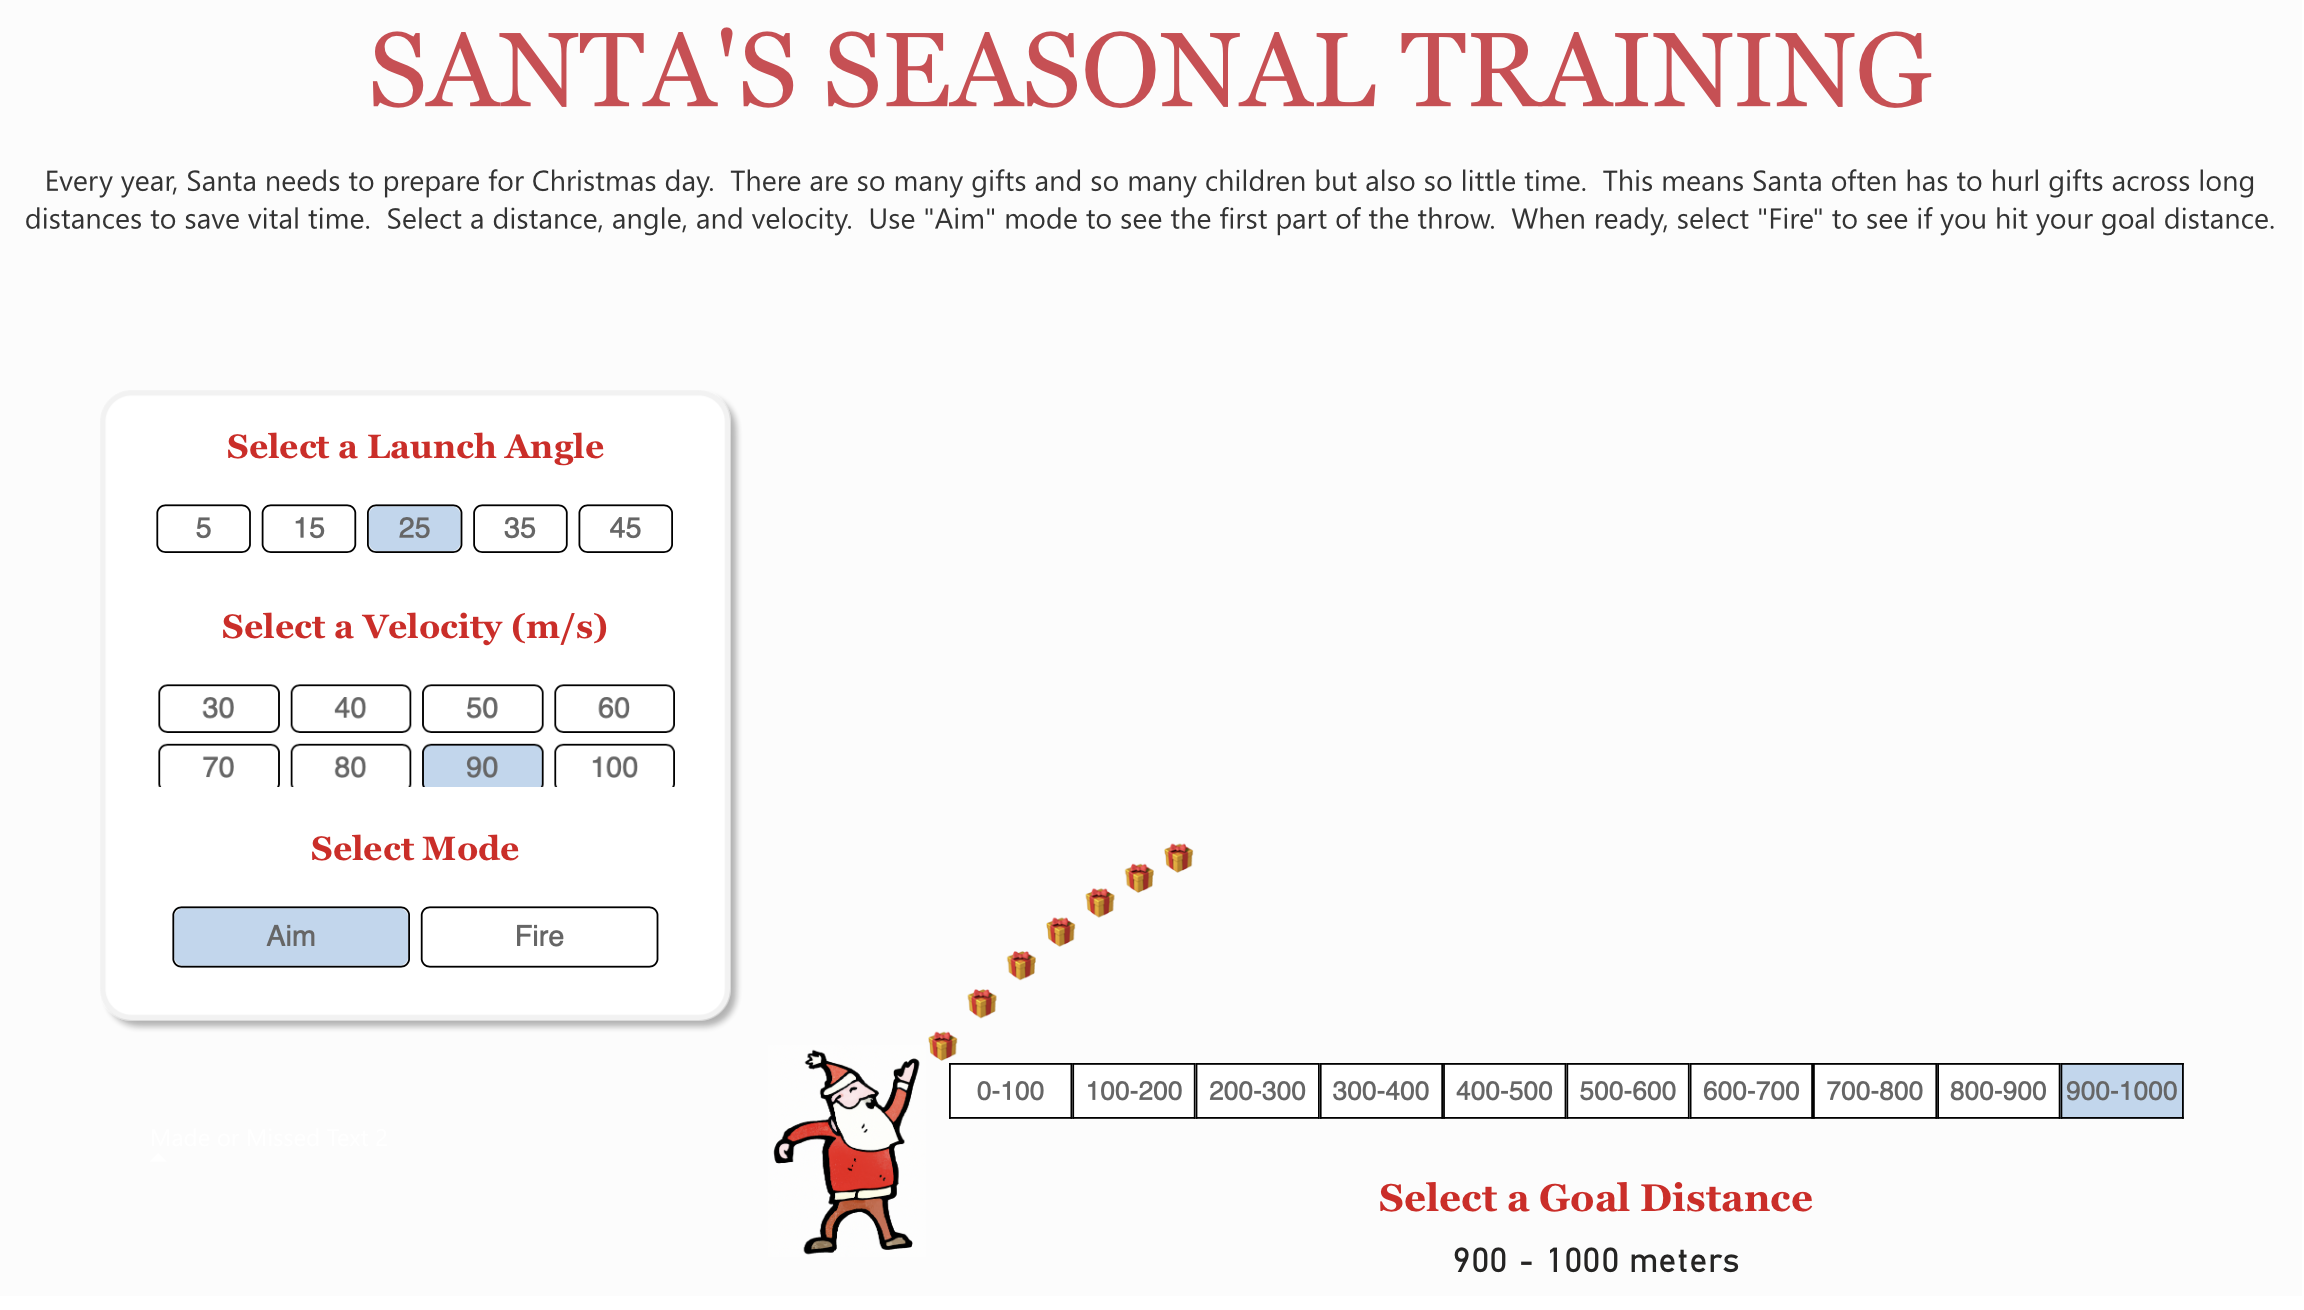 SANTA'S SEASONAL TRAINING
Every year, Santa needs to prepare for Christmas day.  There are so many gifts and so many children but also so little time.  This means Santa often has to hurl gifts across long
distances to save vital time.  Select a distance, angle, and velocity.  Use "Aim" mode to see the first part of the throw.  When ready, select "Fire" to see if you hit your goal distance.
Select a Launch Angle
5 15 25 35 45
Select a Velocity (m/s)
30 40 50 60
70 80 90 100
Select Mode
Aim Fire
0-100 100-200 200-300 300-400 400-500 500-600 600-700 700-800 800-900 900-1000
Made or Missed Text 2
Select a Goal Distance
900 - 1000 meters